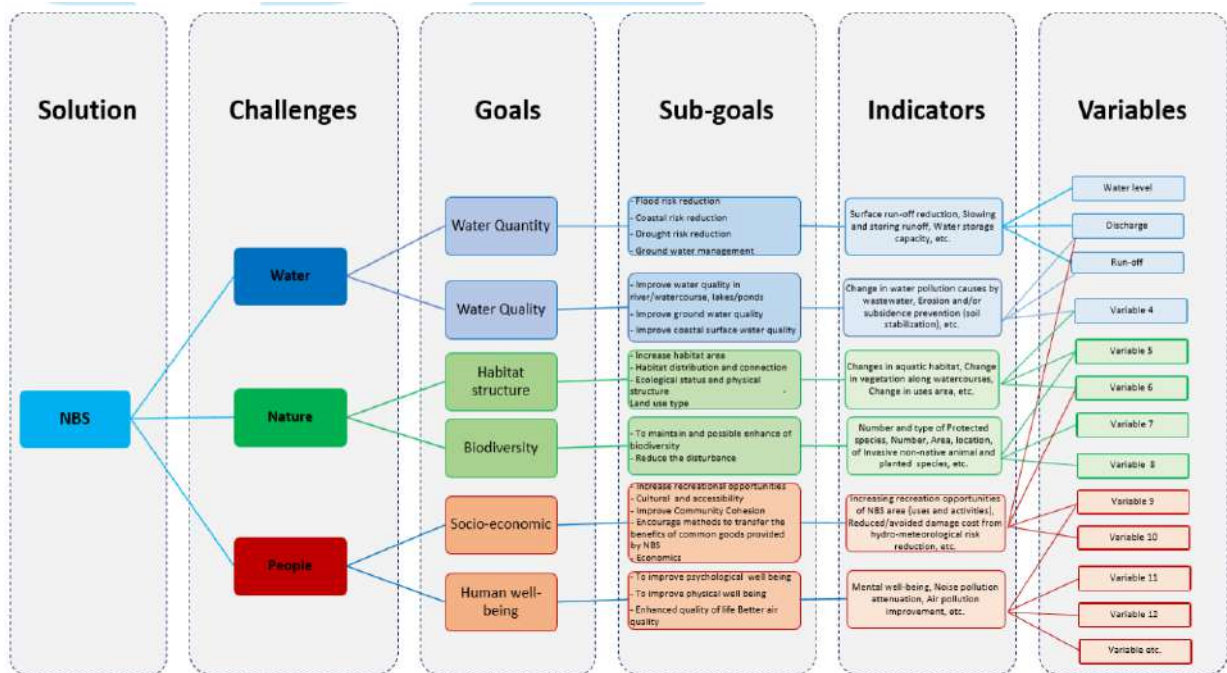 Solution
Challenges
Goals
Sub-goals
Indicators
Variables
NBS
Water
Nature
People
Water Quantity
Water Quality
Habitat
structure
Biodiversity
Socio-economic
Human well-
being
- Flood risk reduction
- Coastal risk reduction
- Drought risk reduction
- Ground water management
- Improve water quality in
river/watercourse, lakes/ponds
- Improve ground water quality
- Improve coastal surface water quality
- Increase habitat area
- Habitat distribution and connection
- Ecological status and physical
structure -
Land use type
- To maintain and possible enhance of
biodiversity
- Reduce the disturbance
- Increase recreational opportunities
- Cultural and accessibility
- Improve Community Cohesion
- Encourage methods to transfer the
benefits of common goods provided
by NBS
- Economics
- To improve psychological well being
- To improve physical well being
- Enhanced quality of life Better air
quality
Surface run-off reduction, Slowing
and storing runoff, Water storage
capacity, etc.
Change in water pollution causes by
wastewater, Erosion and/or
subsidence prevention (soil
stabilization), etc.
Changes in aquatic habitat, Change
in vegetation along watercourses,
Change in uses area, etc.
Number and type of Protected
species, Number, Area, location,
of Invasive non-native animal and
planted species, etc.
Increasing recreation opportunities
of NBS area (uses and activities),
Reduced/avoided damage cost from
hydro-meteorological risk
reduction, etc.
Mental well-being, Noise pollution
attenuation, Air pollution
improvement, etc.
Water level
Discharge
Run-off
Variable 4
Variable 5
Variable 6
Variable 7
Variable 8
Variable 9
Variable 10
Variable 11
Variable 12
Variable etc.